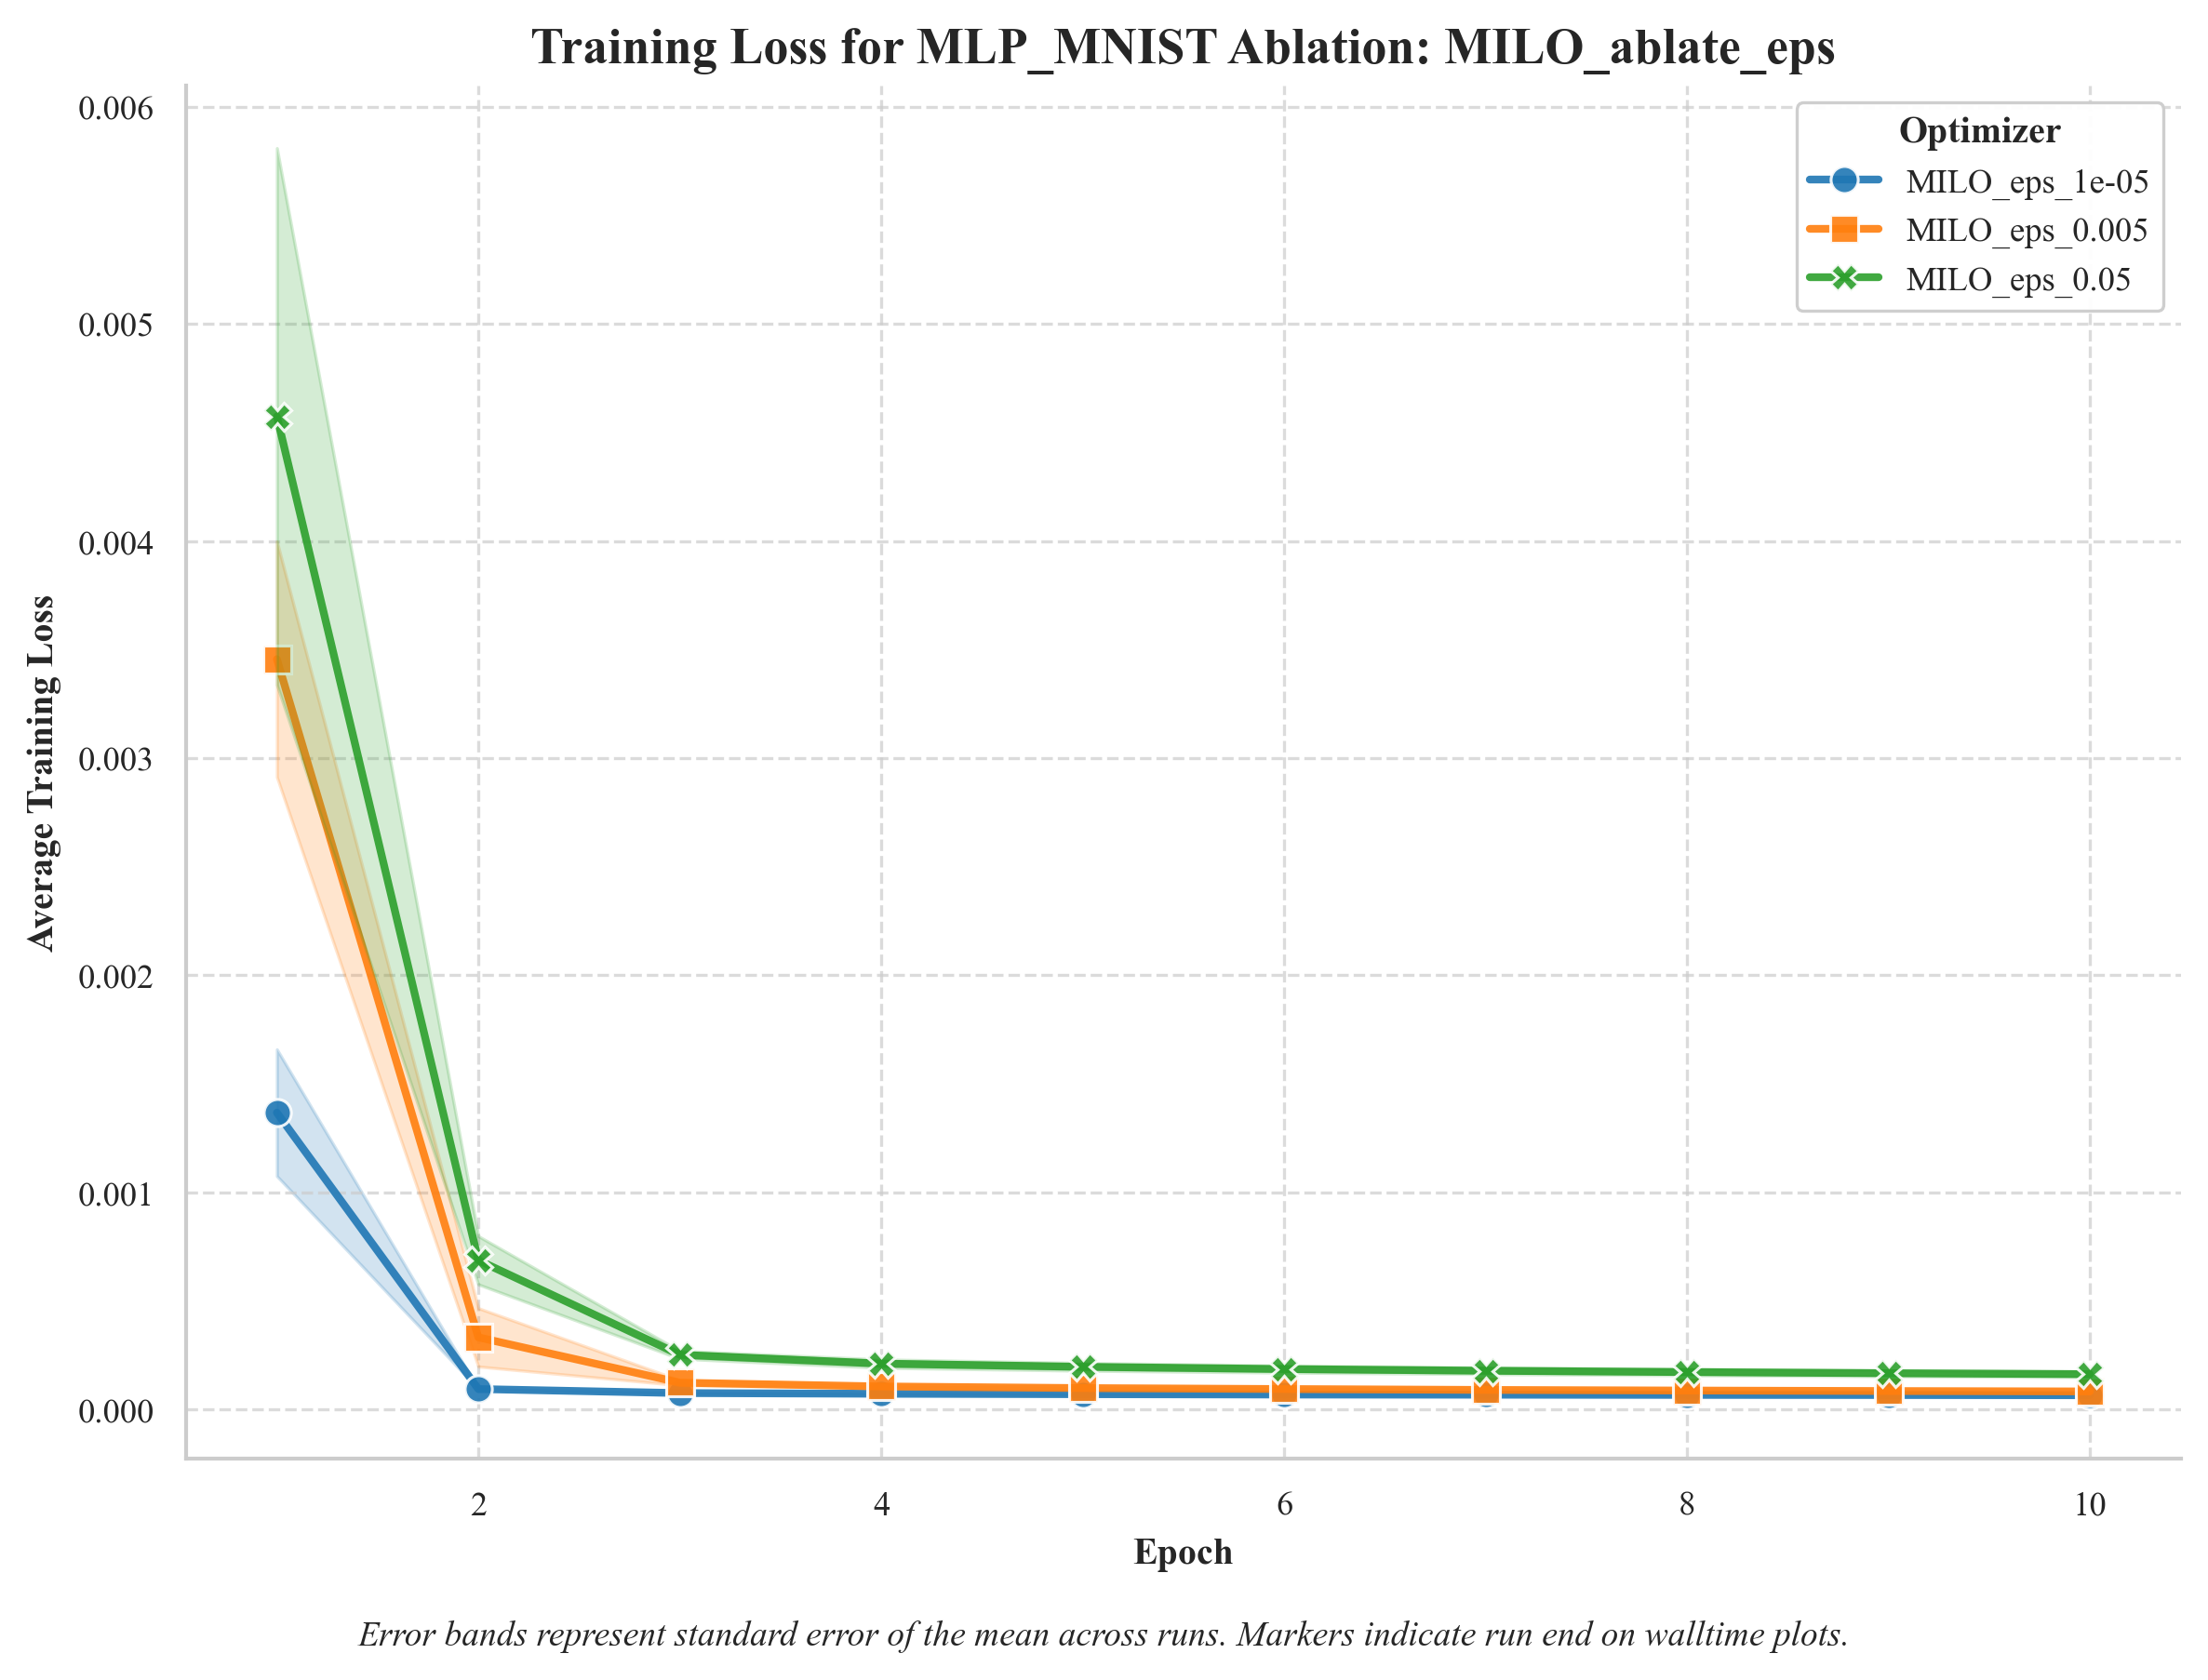 Training Loss for MLP_MNIST Ablation: MILO_ablate_eps
0.006
0.005
0.004
0.003
0.002
0.001
0.000
Average Training Loss
Optimizer
MILO_eps_1e-05
MILO_eps_0.005
MILO_eps_0.05
2
4
6
8
10
Epoch
Error bands represent standard error of the mean across runs. Markers indicate run end on walltime plots.